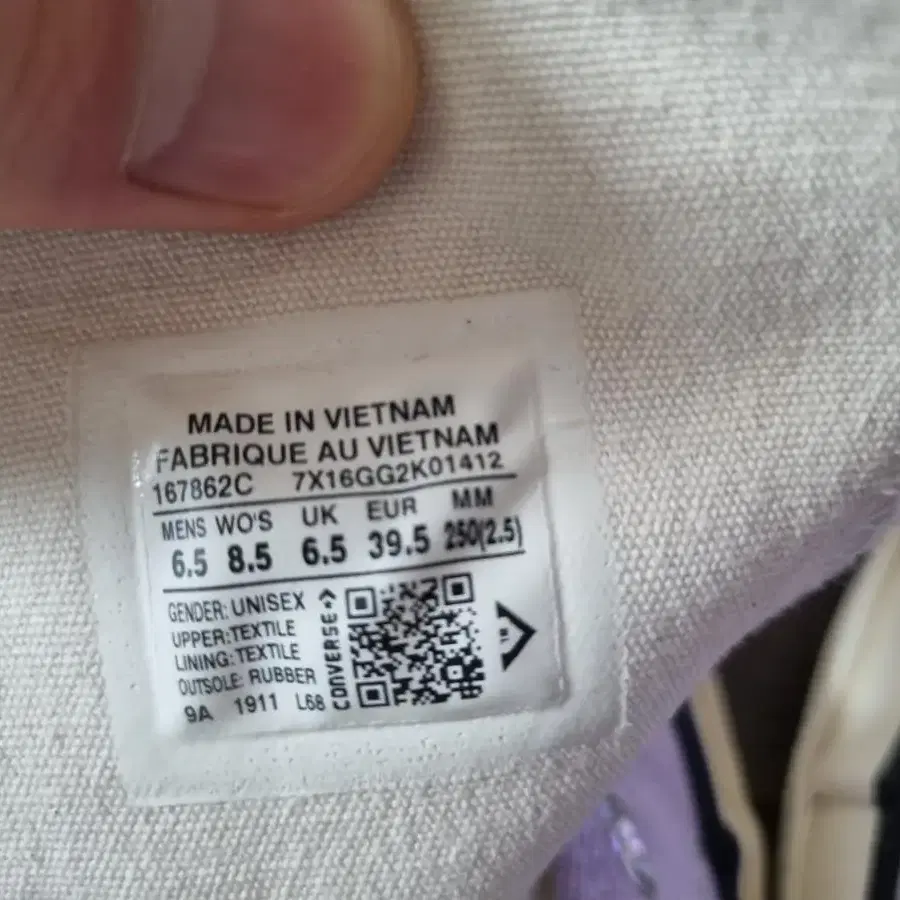 MADE IN VIETNAM
FABRIQUE AU VIETNAM
167862C 7X16GG2K01412
MENS WO'S UK EUR MM
6.5 8.5 6.5 39.5 250(2.5)
GENDER: UNISEX
UPPER:TEXTILE
LINING: TEXTILE
OUTSOLE: RUBBER
9A 1911 L68
CONVERSE
TM